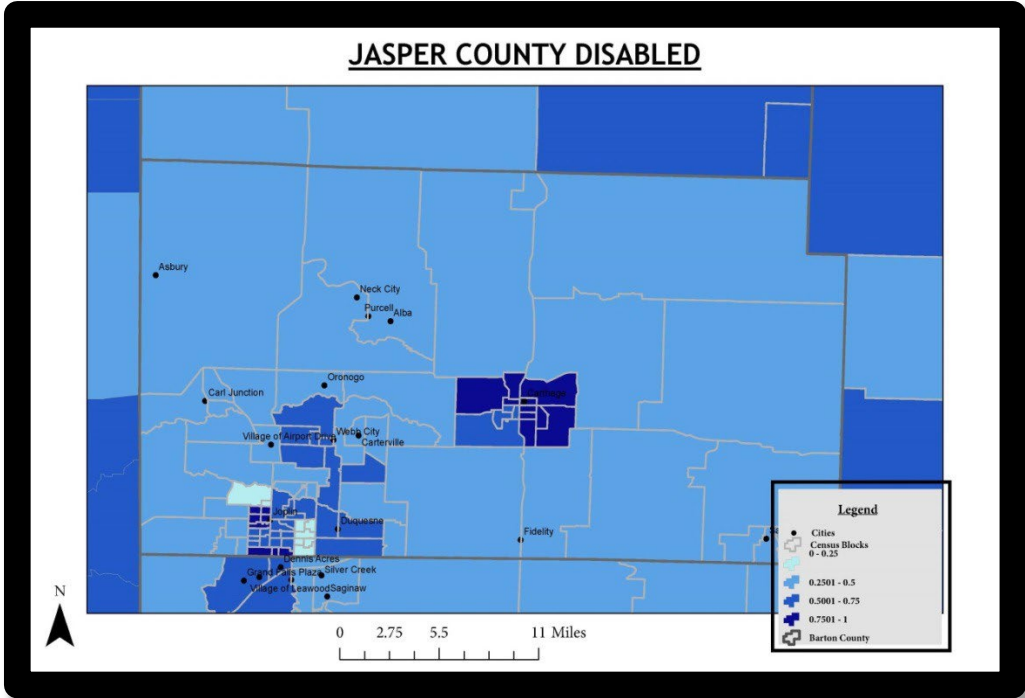 JASPER COUNTY DISABLED
Asbury
Neck City
Purcell
Alba
Oronogo
Carl Junction
Carthage
Village of Airport Drive
Webb City
Carterville
Joplin
Duquesne
Fidelity
Dennis Acres
Grand Falls Plaza
Silver Creek
Village of Leawood
Saginaw
Legend
Cities
Census Blocks
0 - 0.25
0.2501 - 0.5
0.5001 - 0.75
0.7501 - 1
Barton County
N
0 2.75 5.5 11 Miles